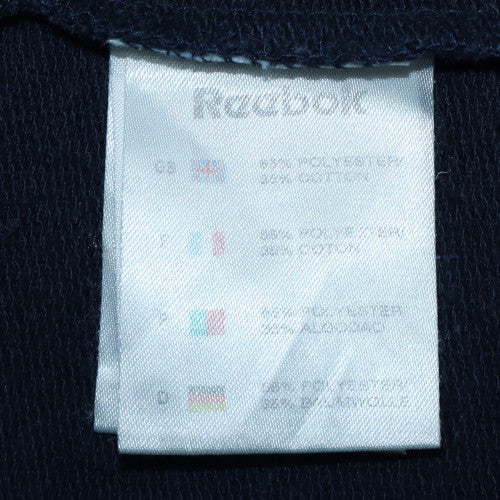 Reebok
GB 65% POLYESTER/
35% COTTON
F 65% POLYESTER/
35% COTON
P 65% POLYESTER
35% ALGODAO
D 65% POLYESTER/
35% BAUMWOLLE